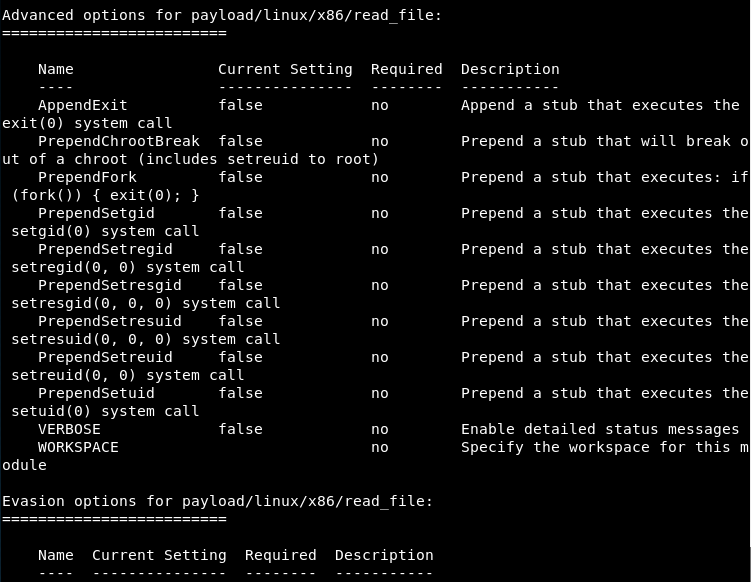 Advanced options for payload/linux/x86/read_file:
=========================
Name Current Setting Required Description
---- --------------- -------- -----------
AppendExit false no Append a stub that executes the
exit(0) system call
PrependChrootBreak false no Prepend a stub that will break o
ut of a chroot (includes setreuid to root)
PrependFork false no Prepend a stub that executes: if
(fork()) { exit(0); }
PrependSetgid false no Prepend a stub that executes the
setgid(0) system call
PrependSetregid false no Prepend a stub that executes the
setregid(0, 0) system call
PrependSetresgid false no Prepend a stub that executes the
setresgid(0, 0, 0) system call
PrependSetresuid false no Prepend a stub that executes the
setresuid(0, 0, 0) system call
PrependSetreuid false no Prepend a stub that executes the
setreuid(0, 0) system call
PrependSetuid false no Prepend a stub that executes the
setuid(0) system call
VERBOSE false no Enable detailed status messages
WORKSPACE no Specify the workspace for this m
odule
Evasion options for payload/linux/x86/read_file:
=========================
Name Current Setting Required Description
---- --------------- -------- -----------